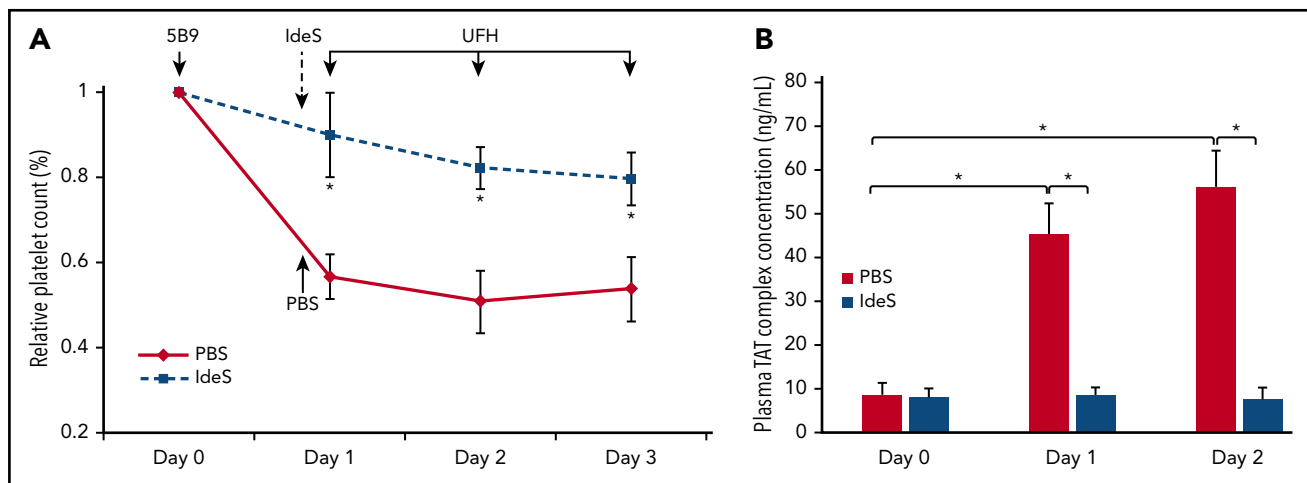 A
5B9
IdeS
UFH
1
0.8
0.6
0.4
0.2
Relative platelet count (%)
*
*
*
PBS
PBS
IdeS
Day 0
Day 1
Day 2
Day 3
B
80
70
60
50
40
30
20
10
0
Plasma TAT complex concentration (ng/mL)
*
*
*
*
PBS
IdeS
Day 0
Day 1
Day 2